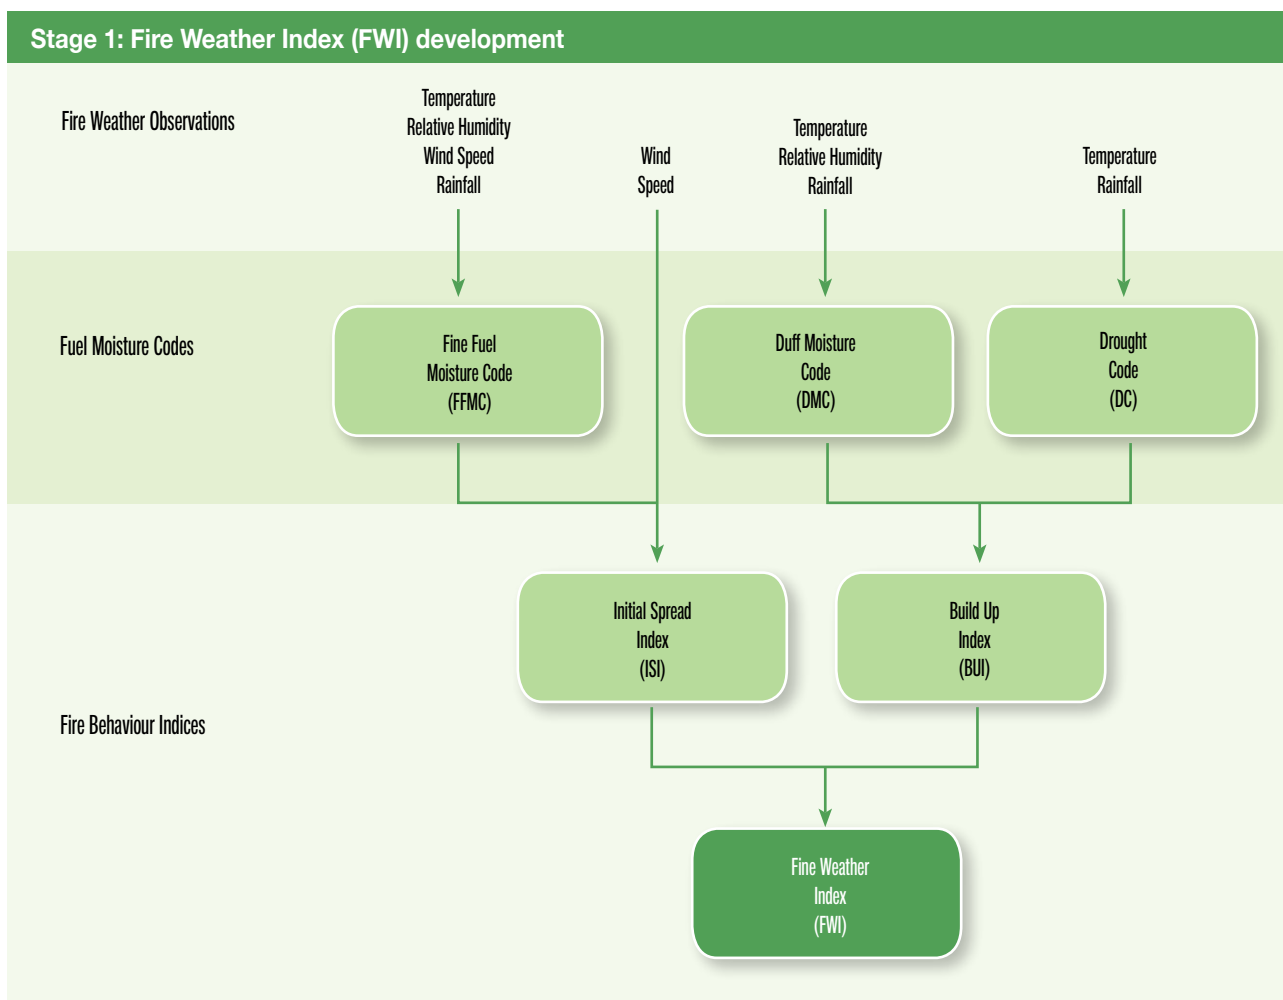 Stage 1: Fire Weather Index (FWI) development
Fire Weather Observations
Temperature
Relative Humidity
Wind Speed
Rainfall
Wind
Speed
Temperature
Relative Humidity
Rainfall
Temperature
Rainfall
Fuel Moisture Codes
Fine Fuel
Moisture Code
(FFMC)
Duff Moisture
Code
(DMC)
Drought
Code
(DC)
Initial Spread
Index
(ISI)
Build Up
Index
(BUI)
Fire Behaviour Indices
Fine Weather
Index
(FWI)